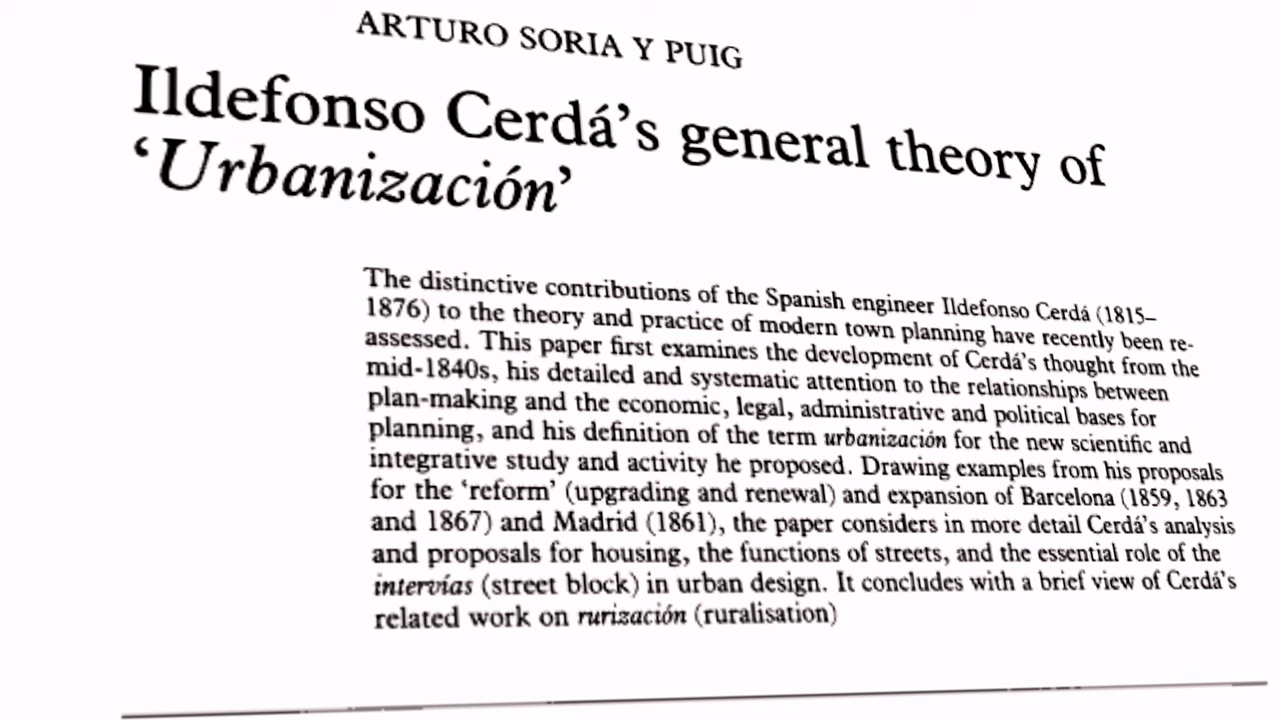 ARTURO SORIA Y PUIG
Ildefonso Cerdá's general theory of
‘Urbanización’
The distinctive contributions of the Spanish engineer Ildefonso Cerdá (1815–
1876) to the theory and practice of modern town planning have recently been re-
assessed. This paper first examines the development of Cerdá's thought from the
mid-1840s, his detailed and systematic attention to the relationships between
plan-making and the economic, legal, administrative and political bases for
planning, and his definition of the term urbanización for the new scientific and
integrative study and activity he proposed. Drawing examples from his proposals
for the ‘reform’ (upgrading and renewal) and expansion of Barcelona (1859, 1863
and 1867) and Madrid (1861), the paper considers in more detail Cerdá's analysis
and proposals for housing, the functions of streets, and the essential role of the
intervías (street block) in urban design. It concludes with a brief view of Cerdá's
related work on rurización (ruralisation)